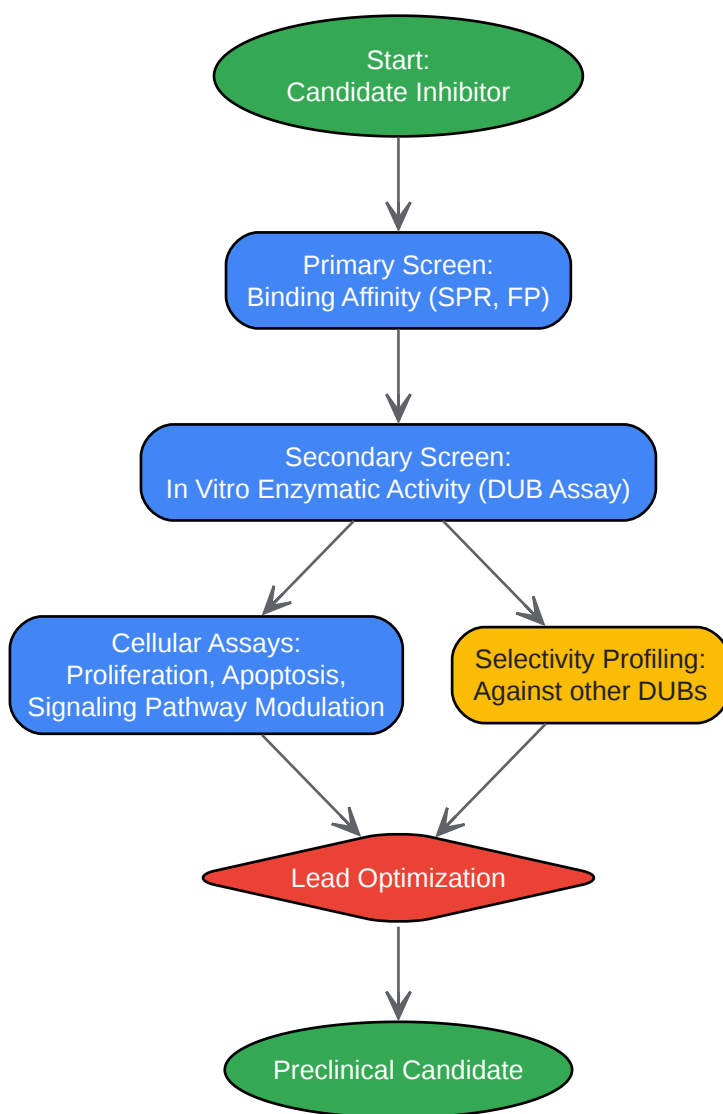 Start:
Candidate Inhibitor
Primary Screen:
Binding Affinity (SPR, FP)
Secondary Screen:
In Vitro Enzymatic Activity (DUB Assay)
Cellular Assays:
Proliferation, Apoptosis,
Signaling Pathway Modulation
Selectivity Profiling:
Against other DUBs
Lead Optimization
Preclinical Candidate